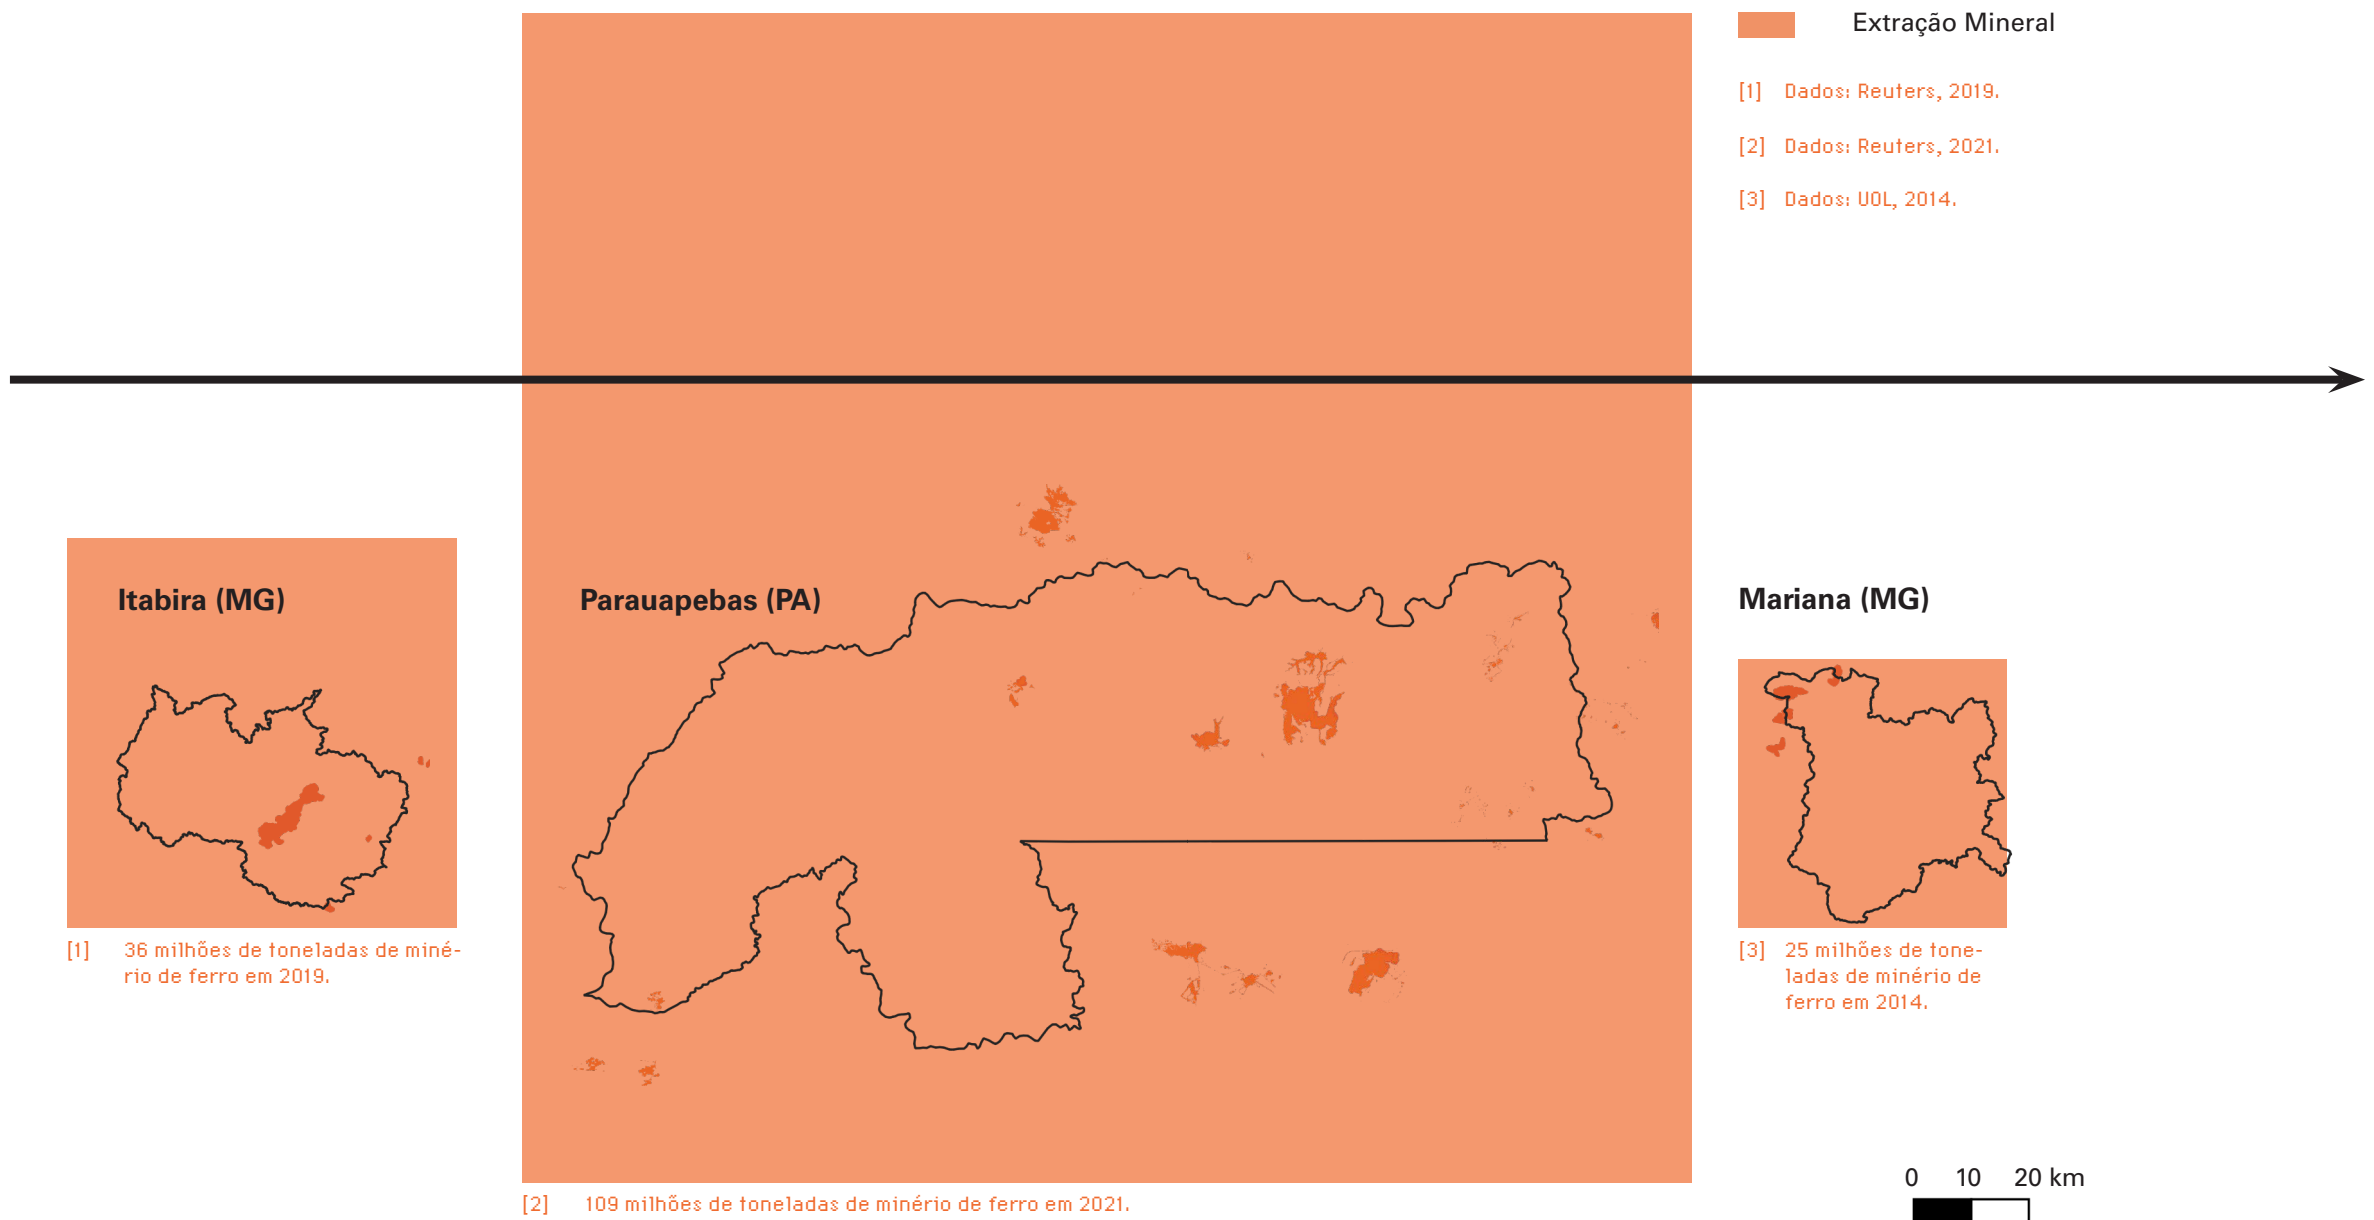 Extração Mineral
[1] Dados: Reuters, 2019.
[2] Dados: Reuters, 2021.
[3] Dados: UOL, 2014.
Itabira (MG)
[1] 36 milhões de toneladas de miné-
rio de ferro em 2019.
Parauapebas (PA)
[2] 109 milhões de toneladas de minério de ferro em 2021.
Mariana (MG)
[3] 25 milhões de tone-
ladas de minério de
ferro em 2014.
0 10 20 km